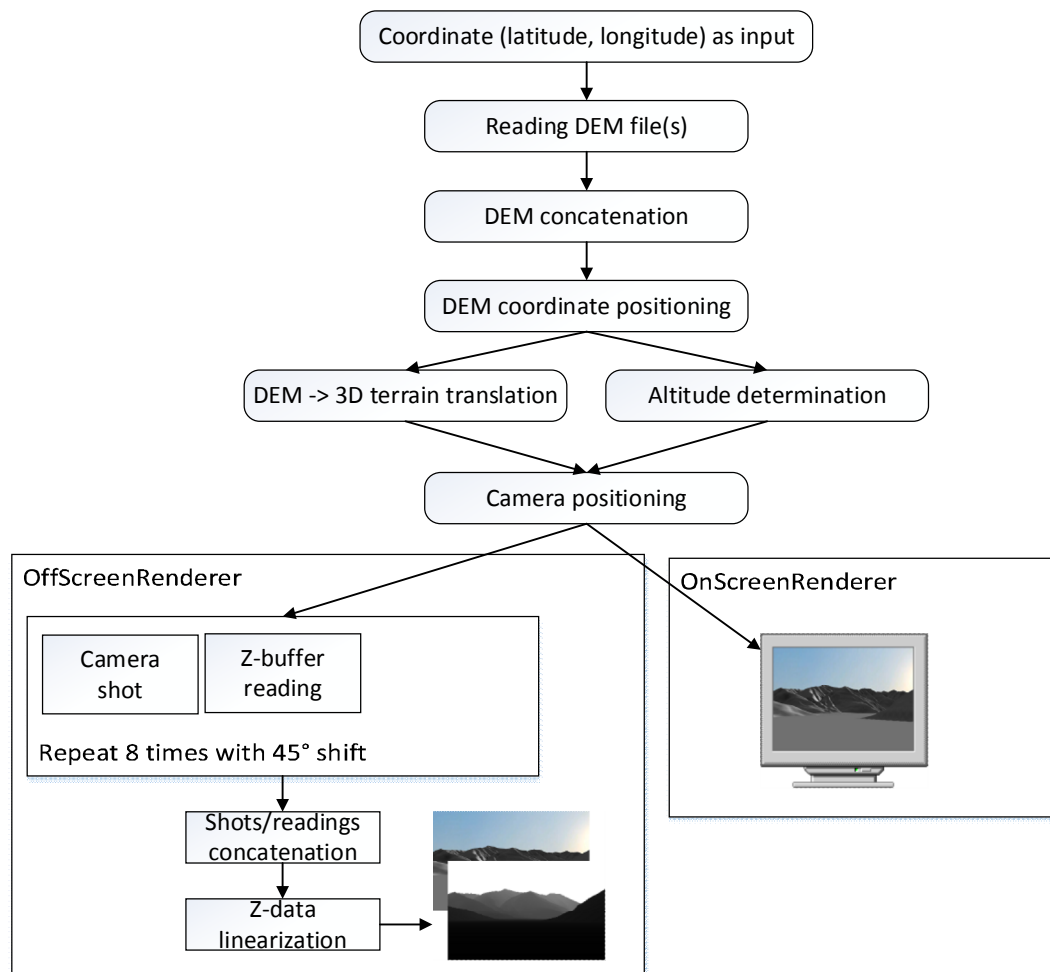 Coordinate (latitude, longitude) as input
Reading DEM file(s)
DEM concatenation
DEM coordinate positioning
DEM -> 3D terrain translation
Altitude determination
Camera positioning
OffScreenRenderer
Camera
shot
Z-buffer
reading
Repeat 8 times with 45° shift
Shots/readings
concatenation
Z-data
linearization
OnScreenRenderer